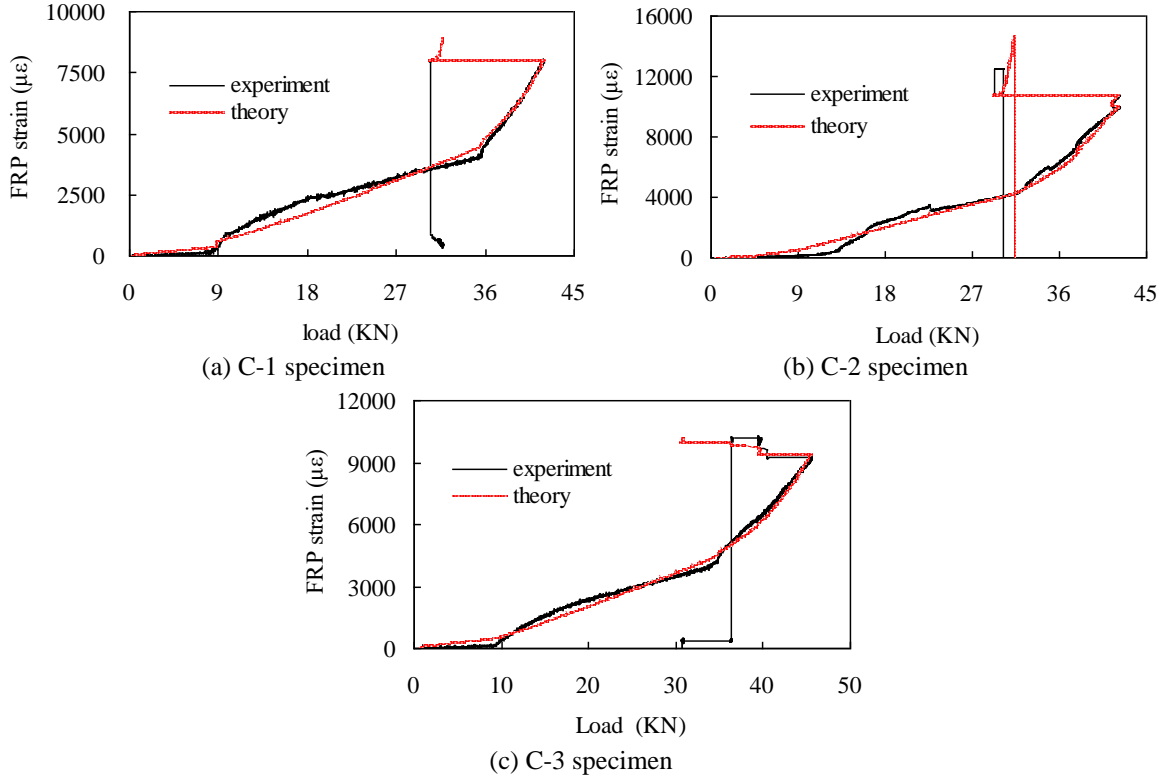 10000
7500
5000
2500
0
FRP strain (με)
experiment
theory
0 9 18 27 36 45
load (KN)
(a) C-1 specimen
16000
12000
8000
4000
0
FRP strain (με)
experiment
theory
0 9 18 27 36 45
Load (KN)
(b) C-2 specimen
12000
9000
6000
3000
0
FRP strain (με)
experiment
theory
0 10 20 30 40 50
Load (KN)
(c) C-3 specimen